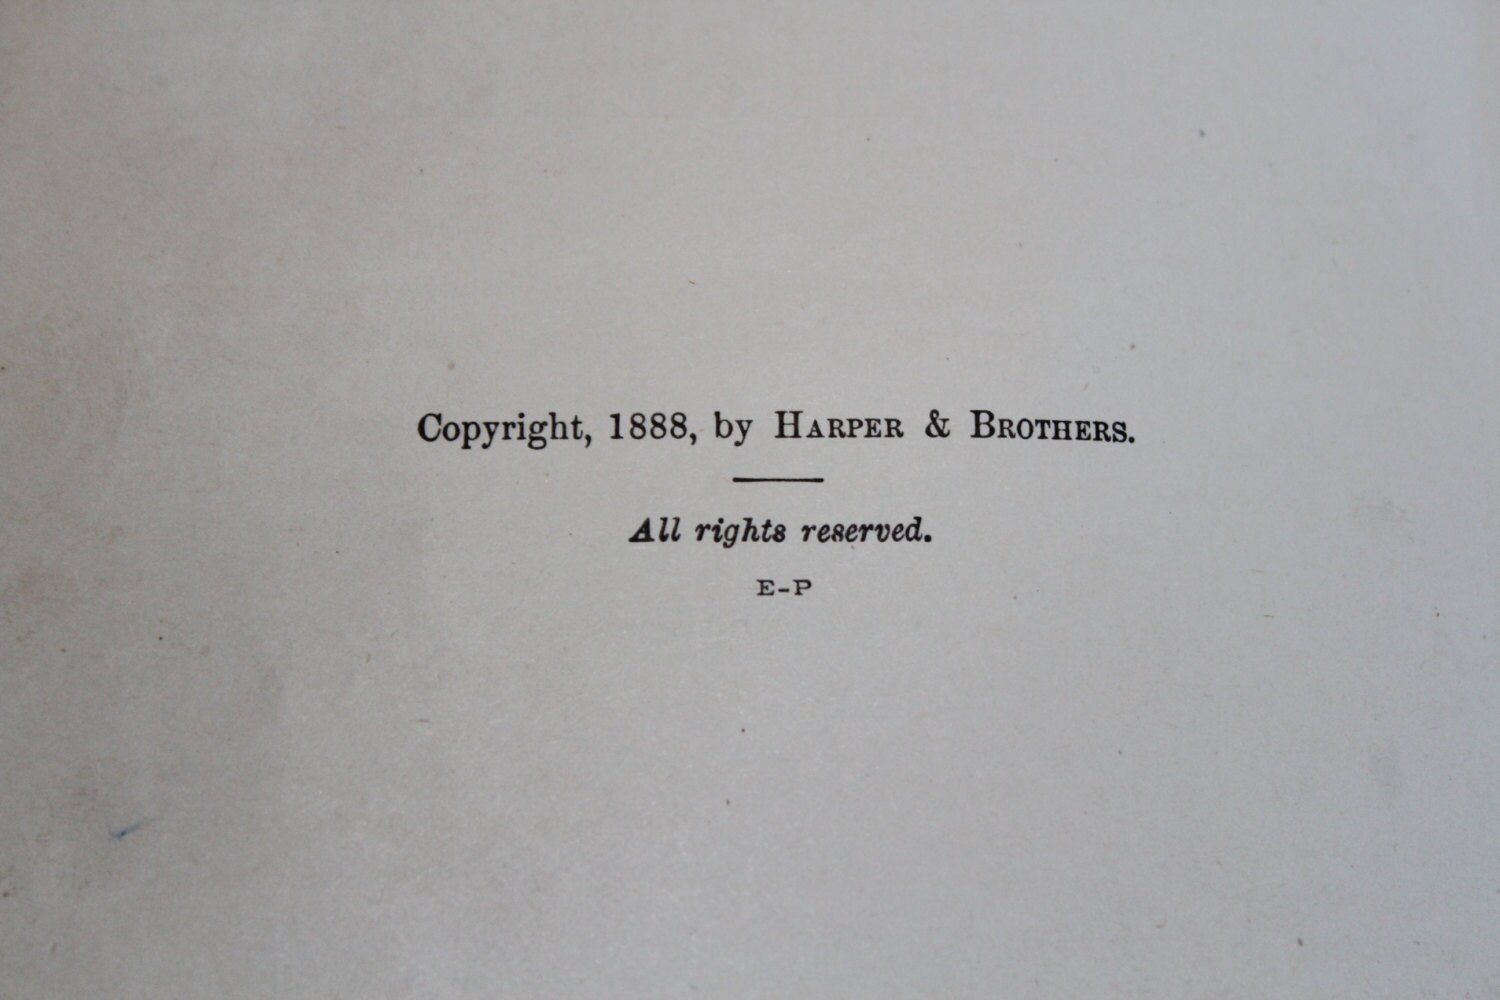 Copyright, 1888, by HARPER & BROTHERS.
All rights reserved.
E-P